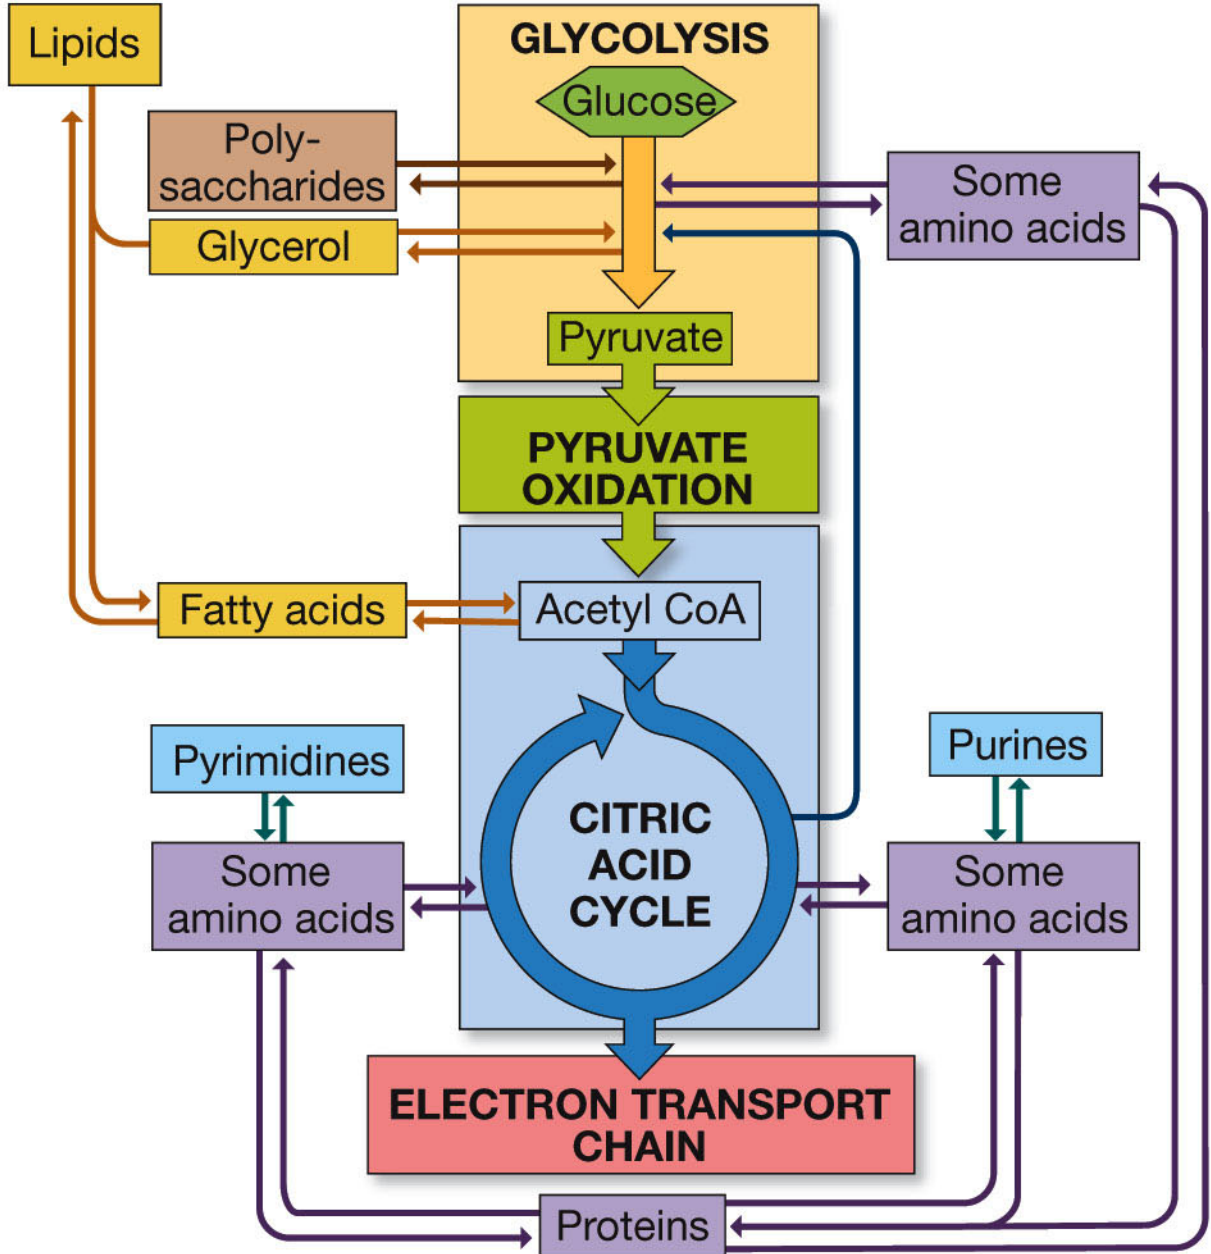 Lipids
GLYCOLYSIS
Glucose
Poly-
saccharides
Glycerol
Some
amino acids
Pyruvate
PYRUVATE
OXIDATION
Fatty acids
Acetyl CoA
Pyrimidines
Purines
CITRIC
ACID
CYCLE
Some
amino acids
Some
amino acids
ELECTRON TRANSPORT
CHAIN
Proteins